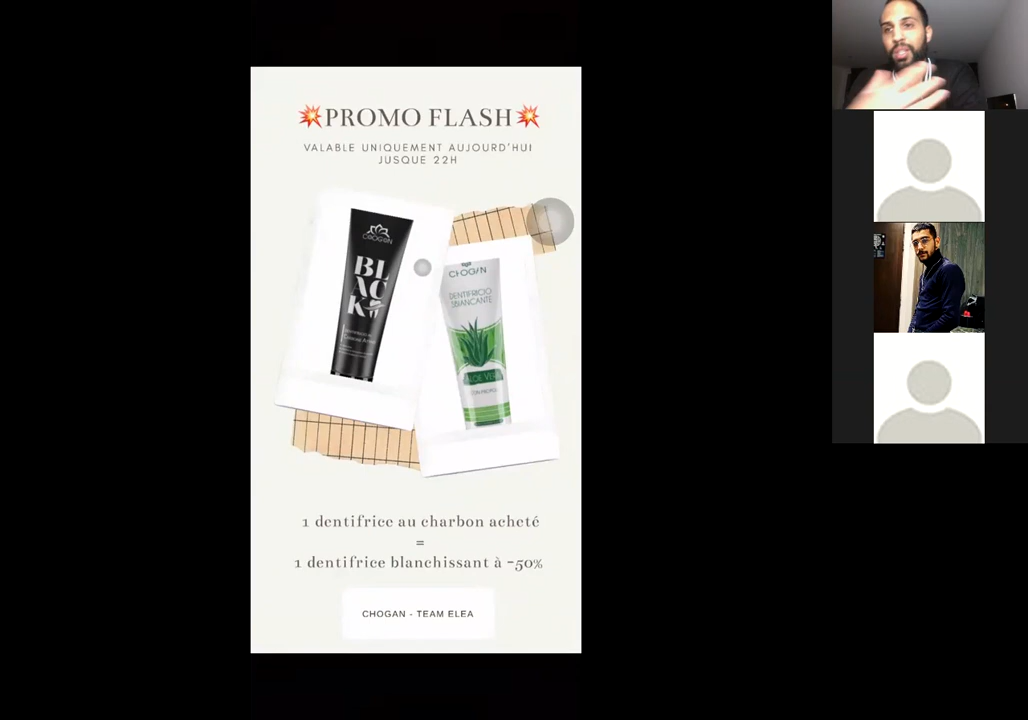 💥PROMO FLASH💥
VALABLE UNIQUEMENT AUJOURD'HUI
JUSQUE 22H
CHOGAN
BLACK
CHOGAN
DENTIFRICIO
SBIANCANTE
ALOE VERA
1 dentifrice au charbon acheté
=
1 dentifrice blanchissant à -50%
CHOGAN - TEAM ELEA